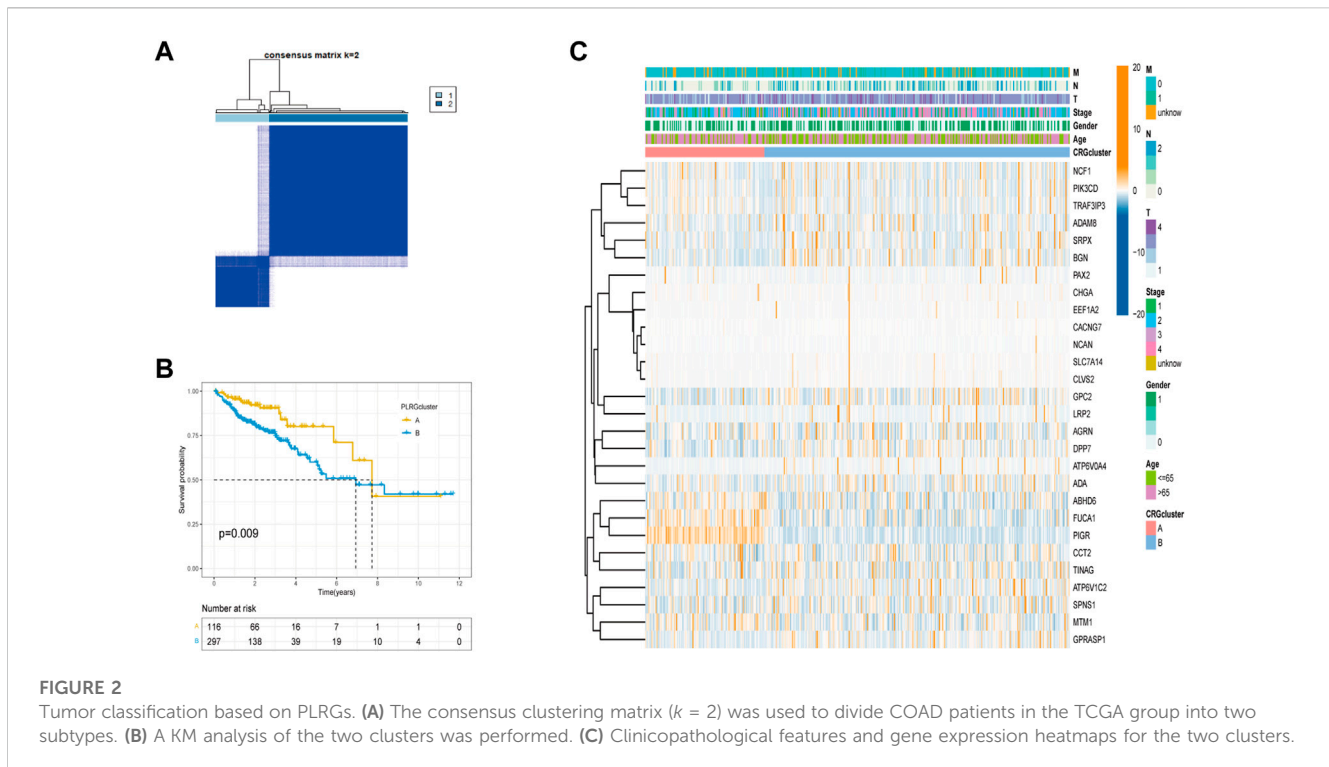 A
consensus matrix k=2
1
2
B
PLRGcluster
A
B
1.00
0.75
0.50
0.25
0.00
Survival probability
p=0.009
0 2 4 6 8 10 12
Time(years)
Number at risk
A 116 66 16 7 1 1 0
B 297 138 39 19 10 4 0
C
M
N
T
Stage
Gender
Age
CRGcluster
NCF1
PIK3CD
TRAF3IP3
ADAM8
SRPX
BGN
PAX2
CHGA
EEF1A2
CACNG7
NCAN
SLC7A14
CLVS2
GPC2
LRP2
AGRN
DPP7
ATP6V0A4
ADA
ABHD6
FUCA1
PIGR
CCT2
TINAG
ATP6V1C2
SPNS1
MTM1
GPRASP1
20
10
0
−10
−20
M
0
1
unknow
N
2
0
T
4
1
Stage
1
2
3
4
unknow
Gender
1
0
Age
<=65
>65
CRGcluster
A
B
FIGURE 2
Tumor classification based on PLRGs. (A) The consensus clustering matrix (k = 2) was used to divide COAD patients in the TCGA group into two
subtypes. (B) A KM analysis of the two clusters was performed. (C) Clinicopathological features and gene expression heatmaps for the two clusters.